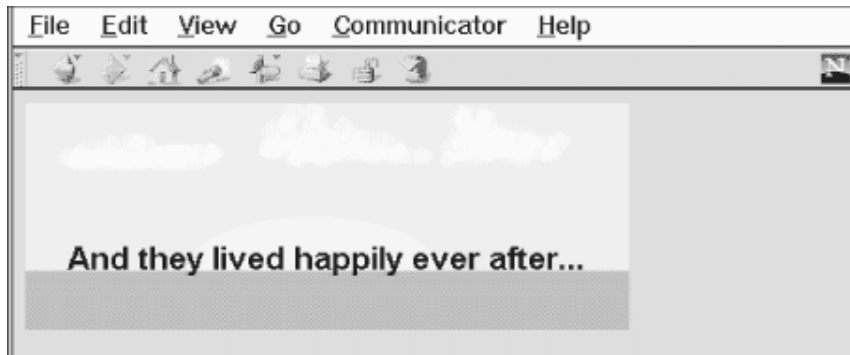 File Edit View Go Communicator Help
N
And they lived happily ever after...